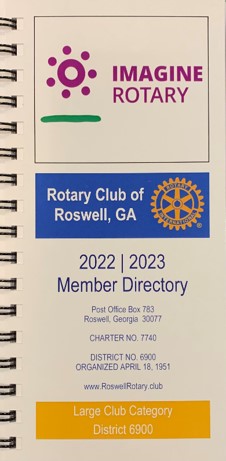 IMAGINE
ROTARY
Rotary Club of
Roswell, GA
ROTARY
INTERNATIONAL
2022 | 2023
Member Directory
Post Office Box 783
Roswell, Georgia 30077
CHARTER NO. 7740
DISTRICT NO. 6900
ORGANIZED APRIL 18, 1951
www.RoswellRotary.club
Large Club Category
District 6900